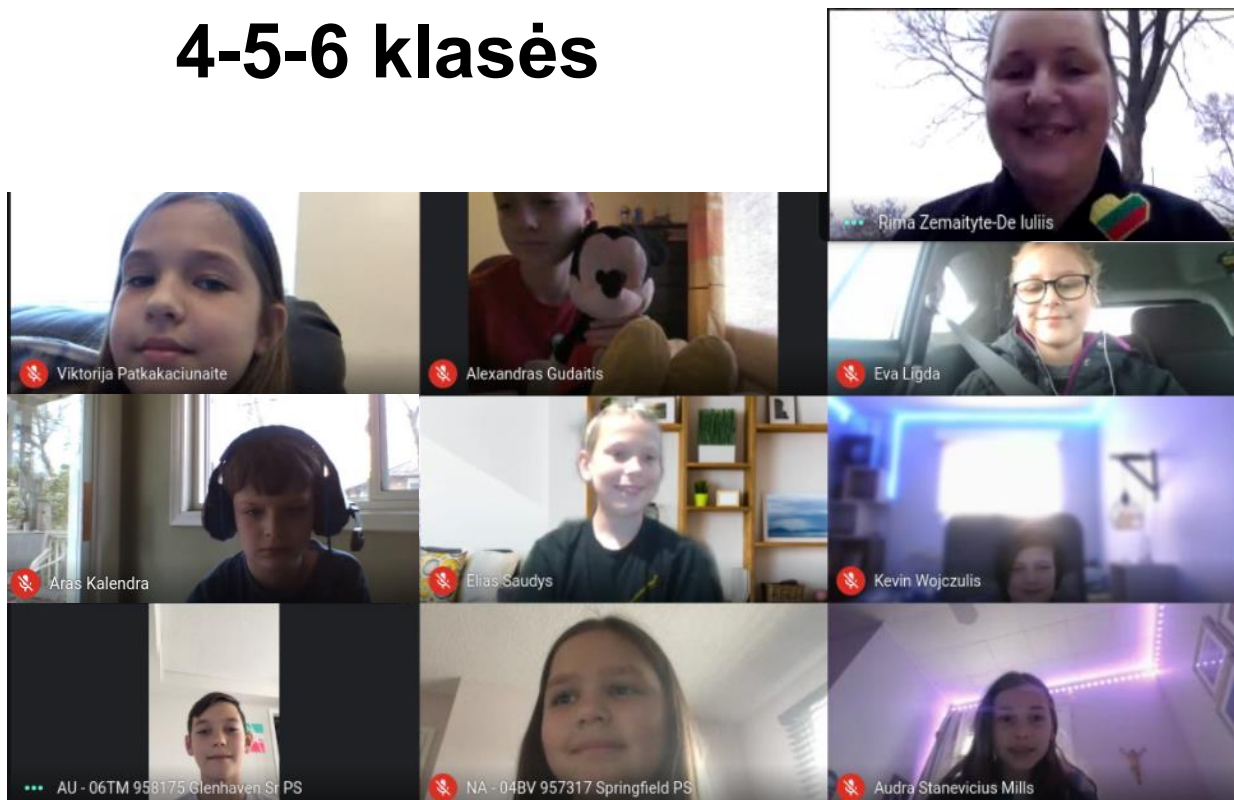 4-5-6 klasės
Rima Zemaityte-De Iuliis
Viktorija Patkakaciunaite
Alexandras Gudaitis
Eva Ligda
Aras Kalendra
Elias Saudys
Kevin Wojczulis
AU - 06TM 958175 Glenhaven Sr PS
NA - 04BV 957317 Springfield PS
Audra Stanevicius Mills